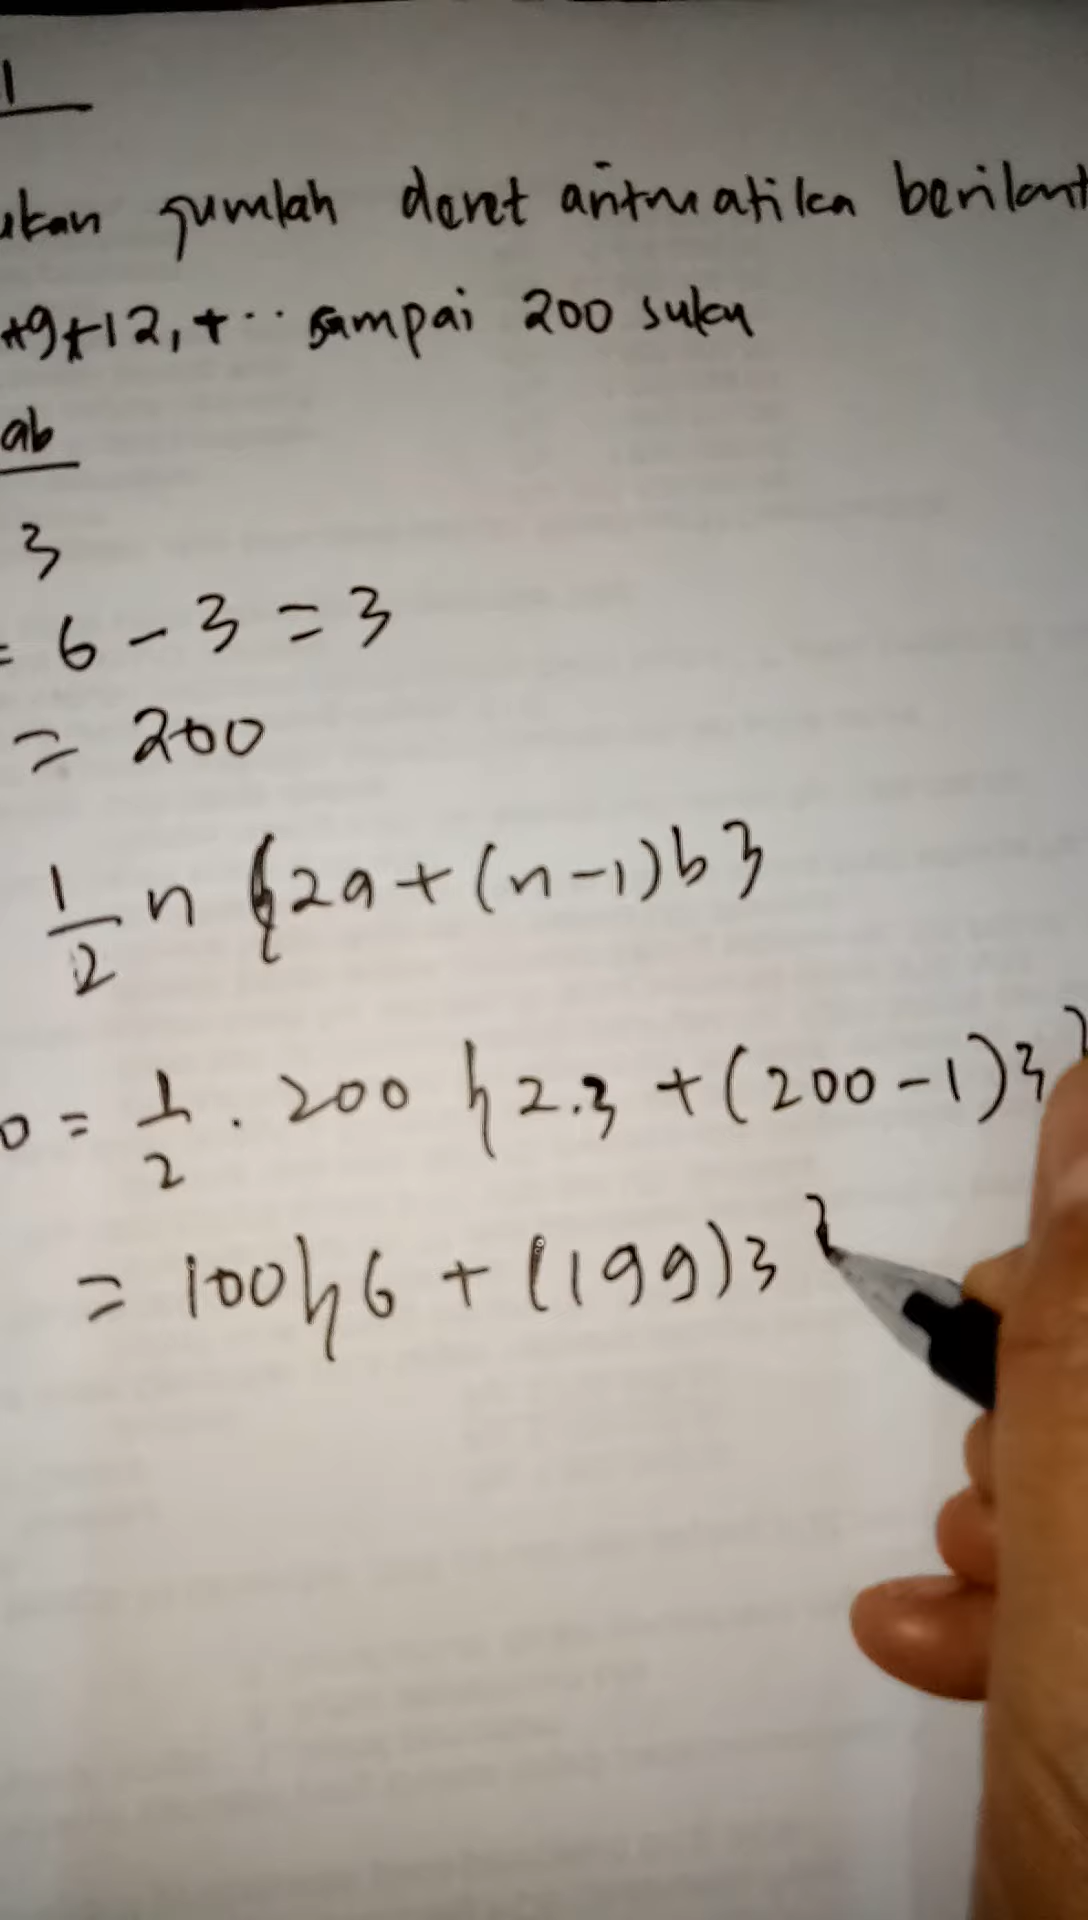 1
ukan jumlah deret aritmatika berikut
+9+12,+... sampai 200 suku
ab
3
= 6 - 3 = 3
= 200
1/2 n {2a + (n-1) b}
0 = 1/2 . 200 {2.3 + (200-1)3}
= 100{6 + (199)3}